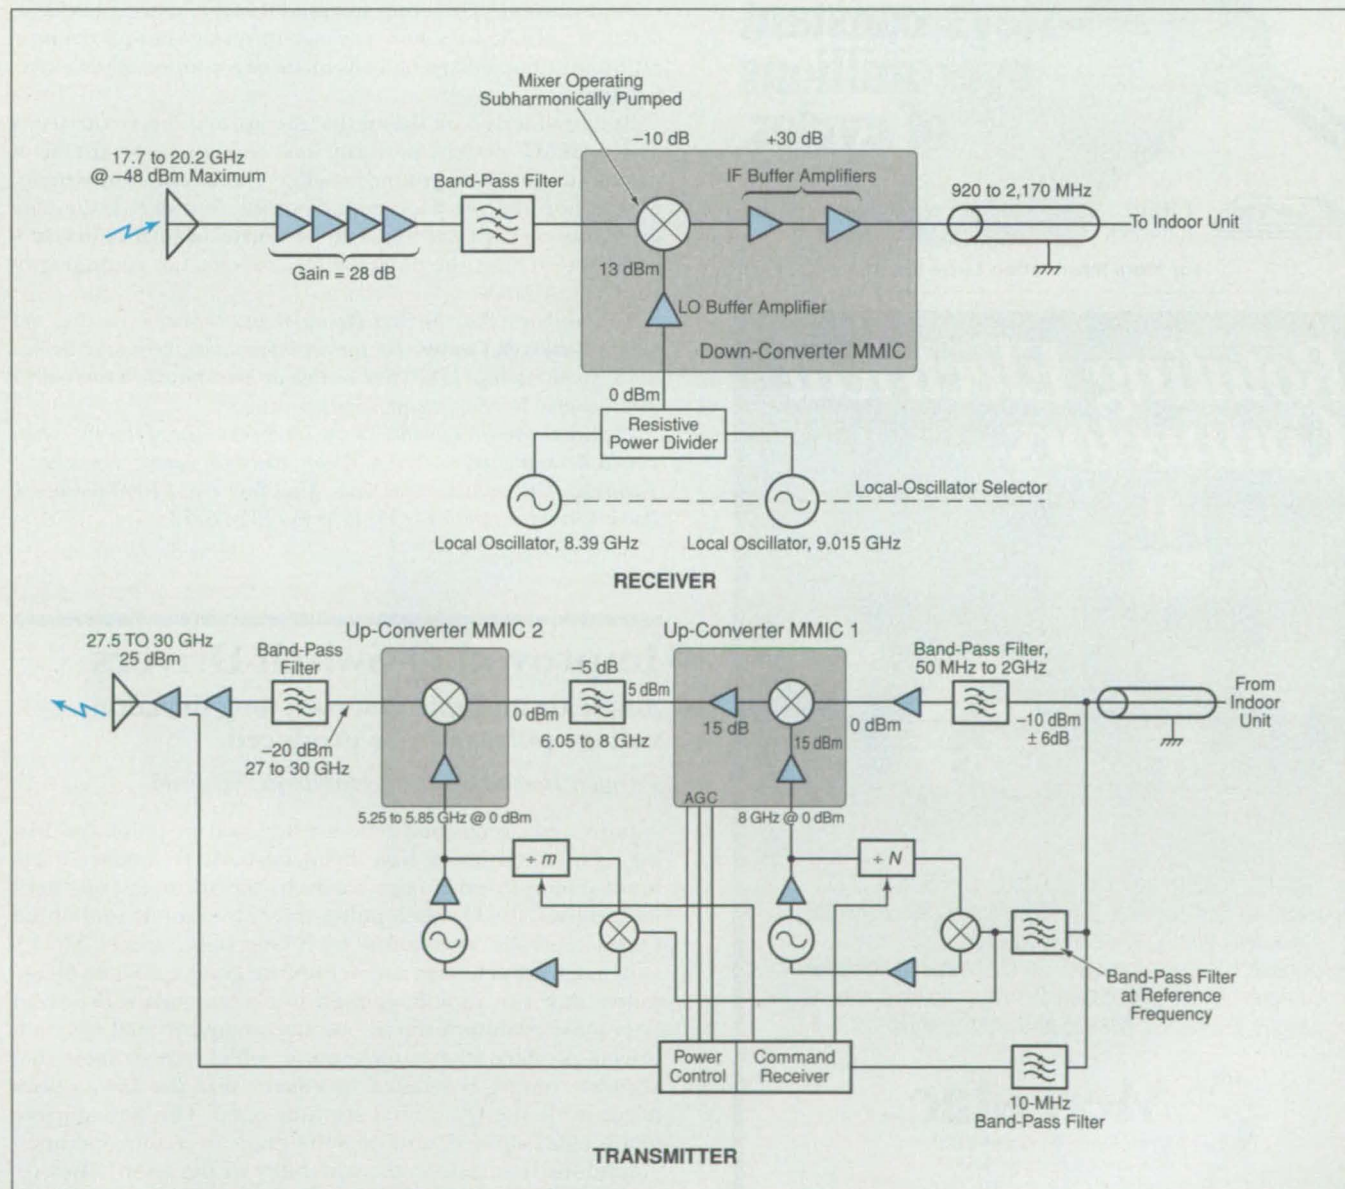 Mixer Operating
Subharmonically Pumped
–10 dB
+30 dB
17.7 to 20.2 GHz
@ –48 dBm Maximum
Band-Pass Filter
IF Buffer Amplifiers
920 to 2,170 MHz
To Indoor Unit
Gain = 28 dB
13 dBm
LO Buffer Amplifier
Down-Converter MMIC
0 dBm
Resistive
Power Divider
Local-Oscillator Selector
Local Oscillator, 8.39 GHz
Local Oscillator, 9.015 GHz
RECEIVER
27.5 TO 30 GHz
25 dBm
Band-Pass
Filter
Up-Converter MMIC 2
–5 dB
Up-Converter MMIC 1
Band-Pass Filter,
50 MHz to 2GHz
From
Indoor
Unit
–20 dBm
27 to 30 GHz
0 dBm
5 dBm
6.05 to 8 GHz
15 dB
15 dBm
0 dBm
–10 dBm
± 6dB
5.25 to 5.85 GHz @ 0 dBm
AGC
8 GHz @ 0 dBm
÷ m
÷ N
Band-Pass Filter
at Reference
Frequency
Power
Control
Command
Receiver
10-MHz
Band-Pass Filter
TRANSMITTER